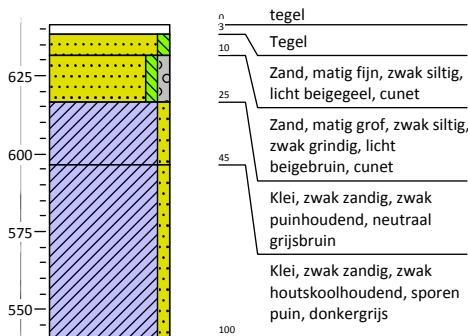 0 tegel
3
Tegel
10
Zand, matig fijn, zwak siltig,
licht beigegeel, cunet
625
25
Zand, matig grof, zwak siltig,
zwak grindig, licht
beigebruin, cunet
600
45
Klei, zwak zandig, zwak
puinhoudend, neutraal
grijsbruin
575
Klei, zwak zandig, zwak
houtskoolhoudend, sporen
puin, donkergrijs
550
100